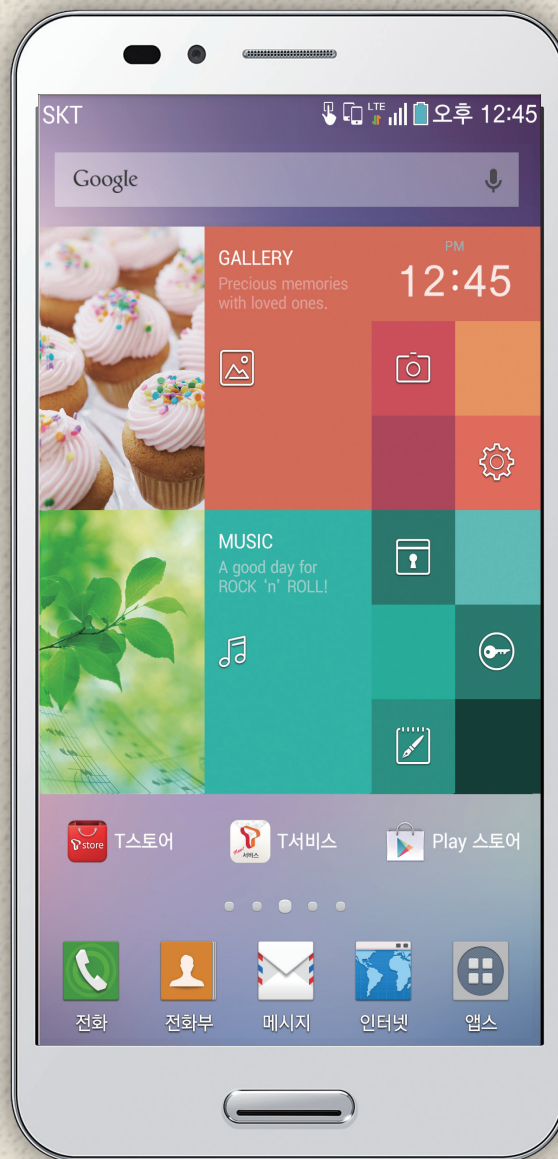 SKT
LTE
오후 12:45
Google
GALLERY
Precious memories
with loved ones.
PM
12:45
MUSIC
A good day for
ROCK 'n' ROLL!
T store
T스토어
T서비스
Play 스토어
전화
전화부
메시지
인터넷
앱스